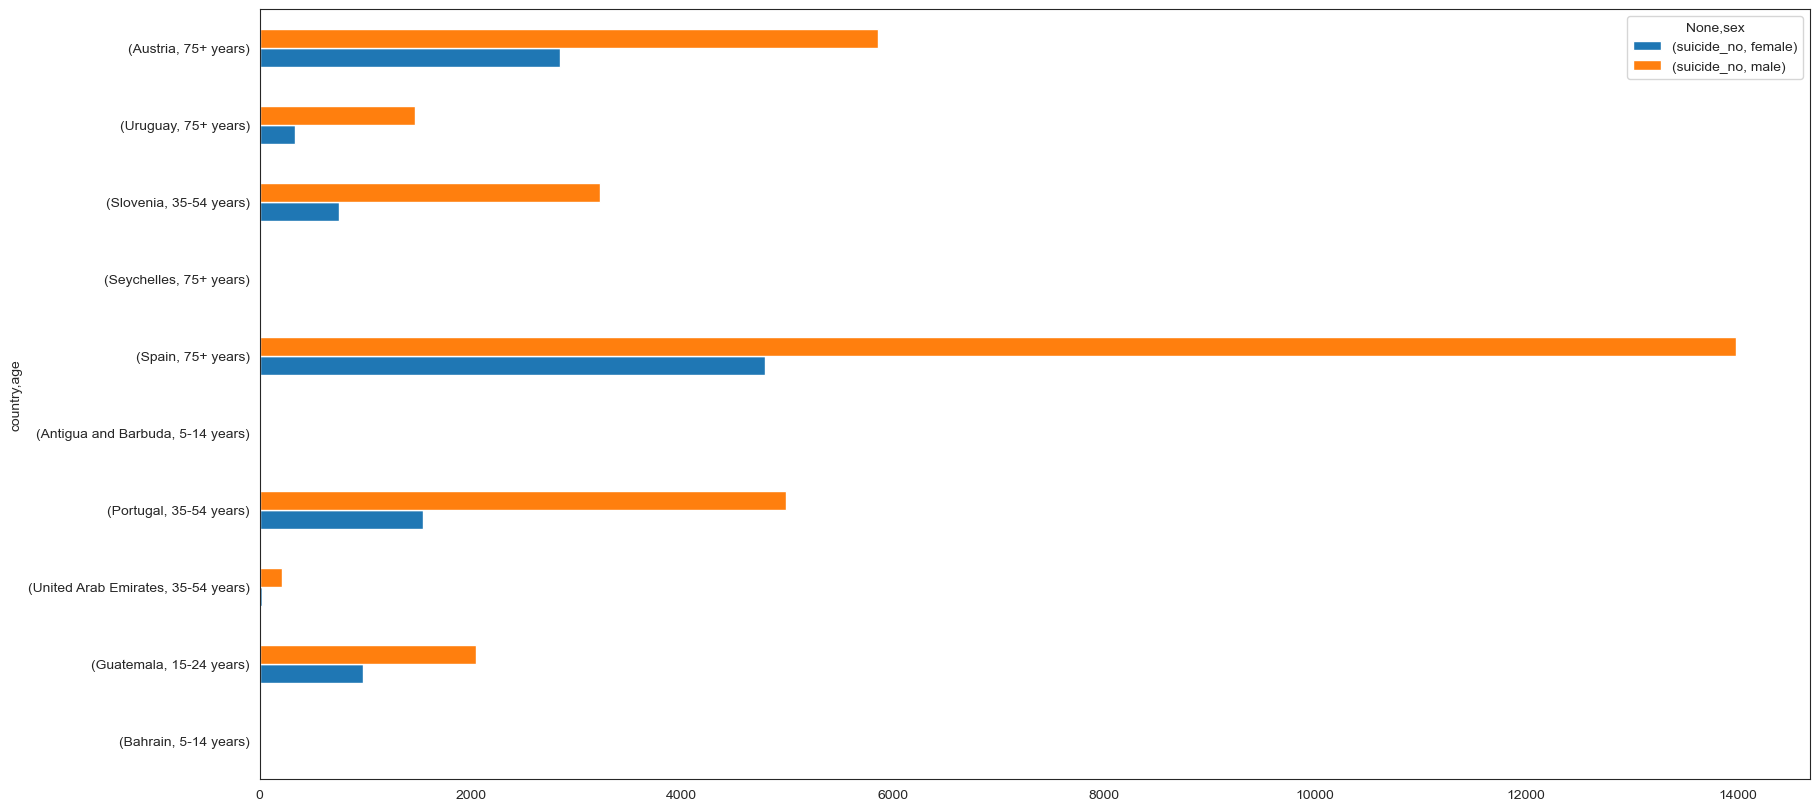 None,sex
(suicide_no, female)
(suicide_no, male)
(Austria, 75+ years)
(Uruguay, 75+ years)
(Slovenia, 35-54 years)
(Seychelles, 75+ years)
(Spain, 75+ years)
(Antigua and Barbuda, 5-14 years)
(Portugal, 35-54 years)
(United Arab Emirates, 35-54 years)
(Guatemala, 15-24 years)
(Bahrain, 5-14 years)
country,age
0 2000 4000 6000 8000 10000 12000 14000